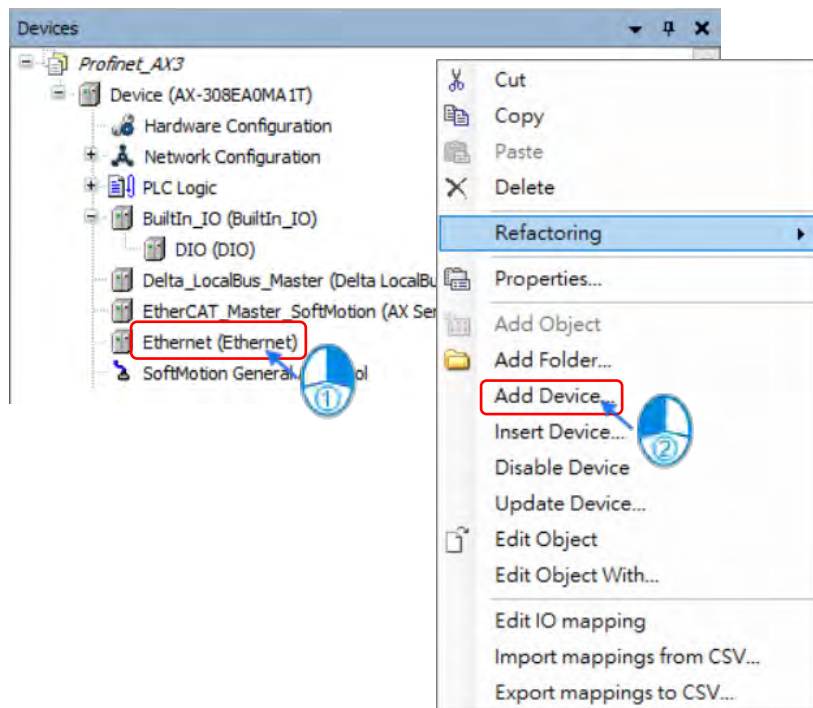 Devices
Profinet_AX3
Device (AX-308EA0MA1T)
Hardware Configuration
Network Configuration
PLC Logic
BuiltIn_IO (BuiltIn_IO)
DIO (DIO)
Delta_LocalBus_Master (Delta LocalBu
EtherCAT_Master_SoftMotion (AX Ser
Ethernet (Ethernet)
SoftMotion General ol
①
Cut
Copy
Paste
Delete
Refactoring
Properties...
Add Object
Add Folder...
Add Device...
Insert Device...
②
Disable Device
Update Device...
Edit Object
Edit Object With...
Edit IO mapping
Import mappings from CSV...
Export mappings to CSV...